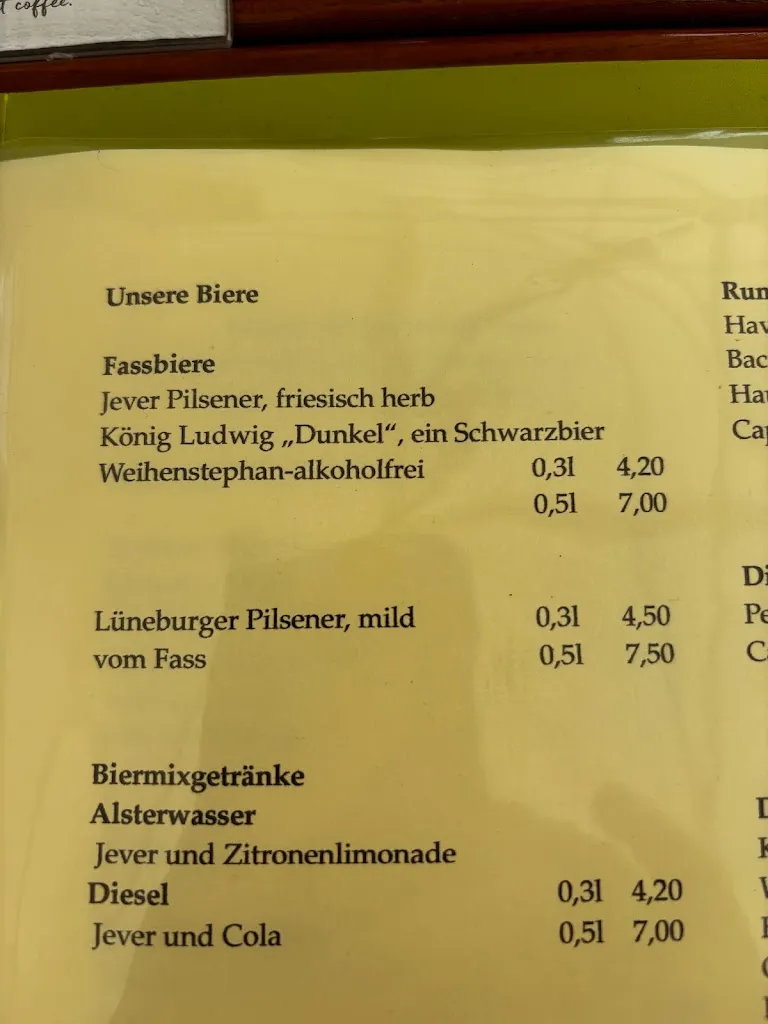 coffee.
Unsere Biere
Fassbiere
Jever Pilsener, friesisch herb
König Ludwig „Dunkel“, ein Schwarzbier
Weihenstephan-alkoholfrei 0,3l 4,20
0,5l 7,00
Lüneburger Pilsener, mild 0,3l 4,50
vom Fass 0,5l 7,50
Biermixgetränke
Alsterwasser
Jever und Zitronenlimonade
Diesel 0,3l 4,20
Jever und Cola 0,5l 7,00